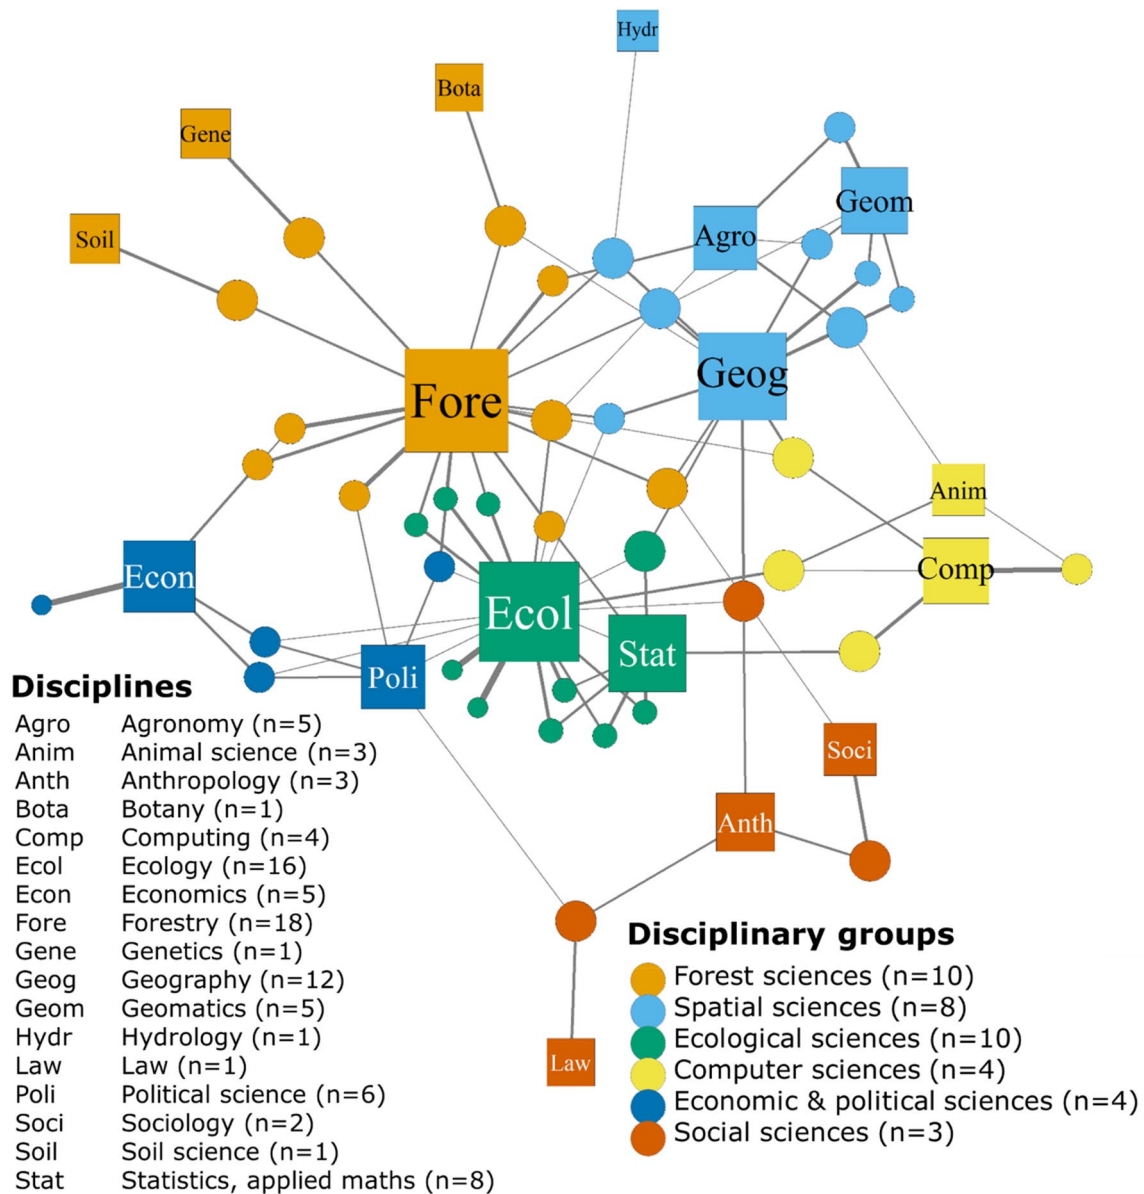 Hydr
Bota
Gene
Geom
Soil
Agro
Geog
Fore
Anim
Econ
Comp
Ecol
Stat
Poli
Soci
Anth
Law
Disciplines
Agro Agronomy (n=5)
Anim Animal science (n=3)
Anth Anthropology (n=3)
Bota Botany (n=1)
Comp Computing (n=4)
Ecol Ecology (n=16)
Econ Economics (n=5)
Fore Forestry (n=18)
Gene Genetics (n=1)
Geog Geography (n=12)
Geom Geomatics (n=5)
Hydr Hydrology (n=1)
Law Law (n=1)
Poli Political science (n=6)
Soci Sociology (n=2)
Soil Soil science (n=1)
Stat Statistics, applied maths (n=8)
Disciplinary groups
Forest sciences (n=10)
Spatial sciences (n=8)
Ecological sciences (n=10)
Computer sciences (n=4)
Economic & political sciences (n=4)
Social sciences (n=3)